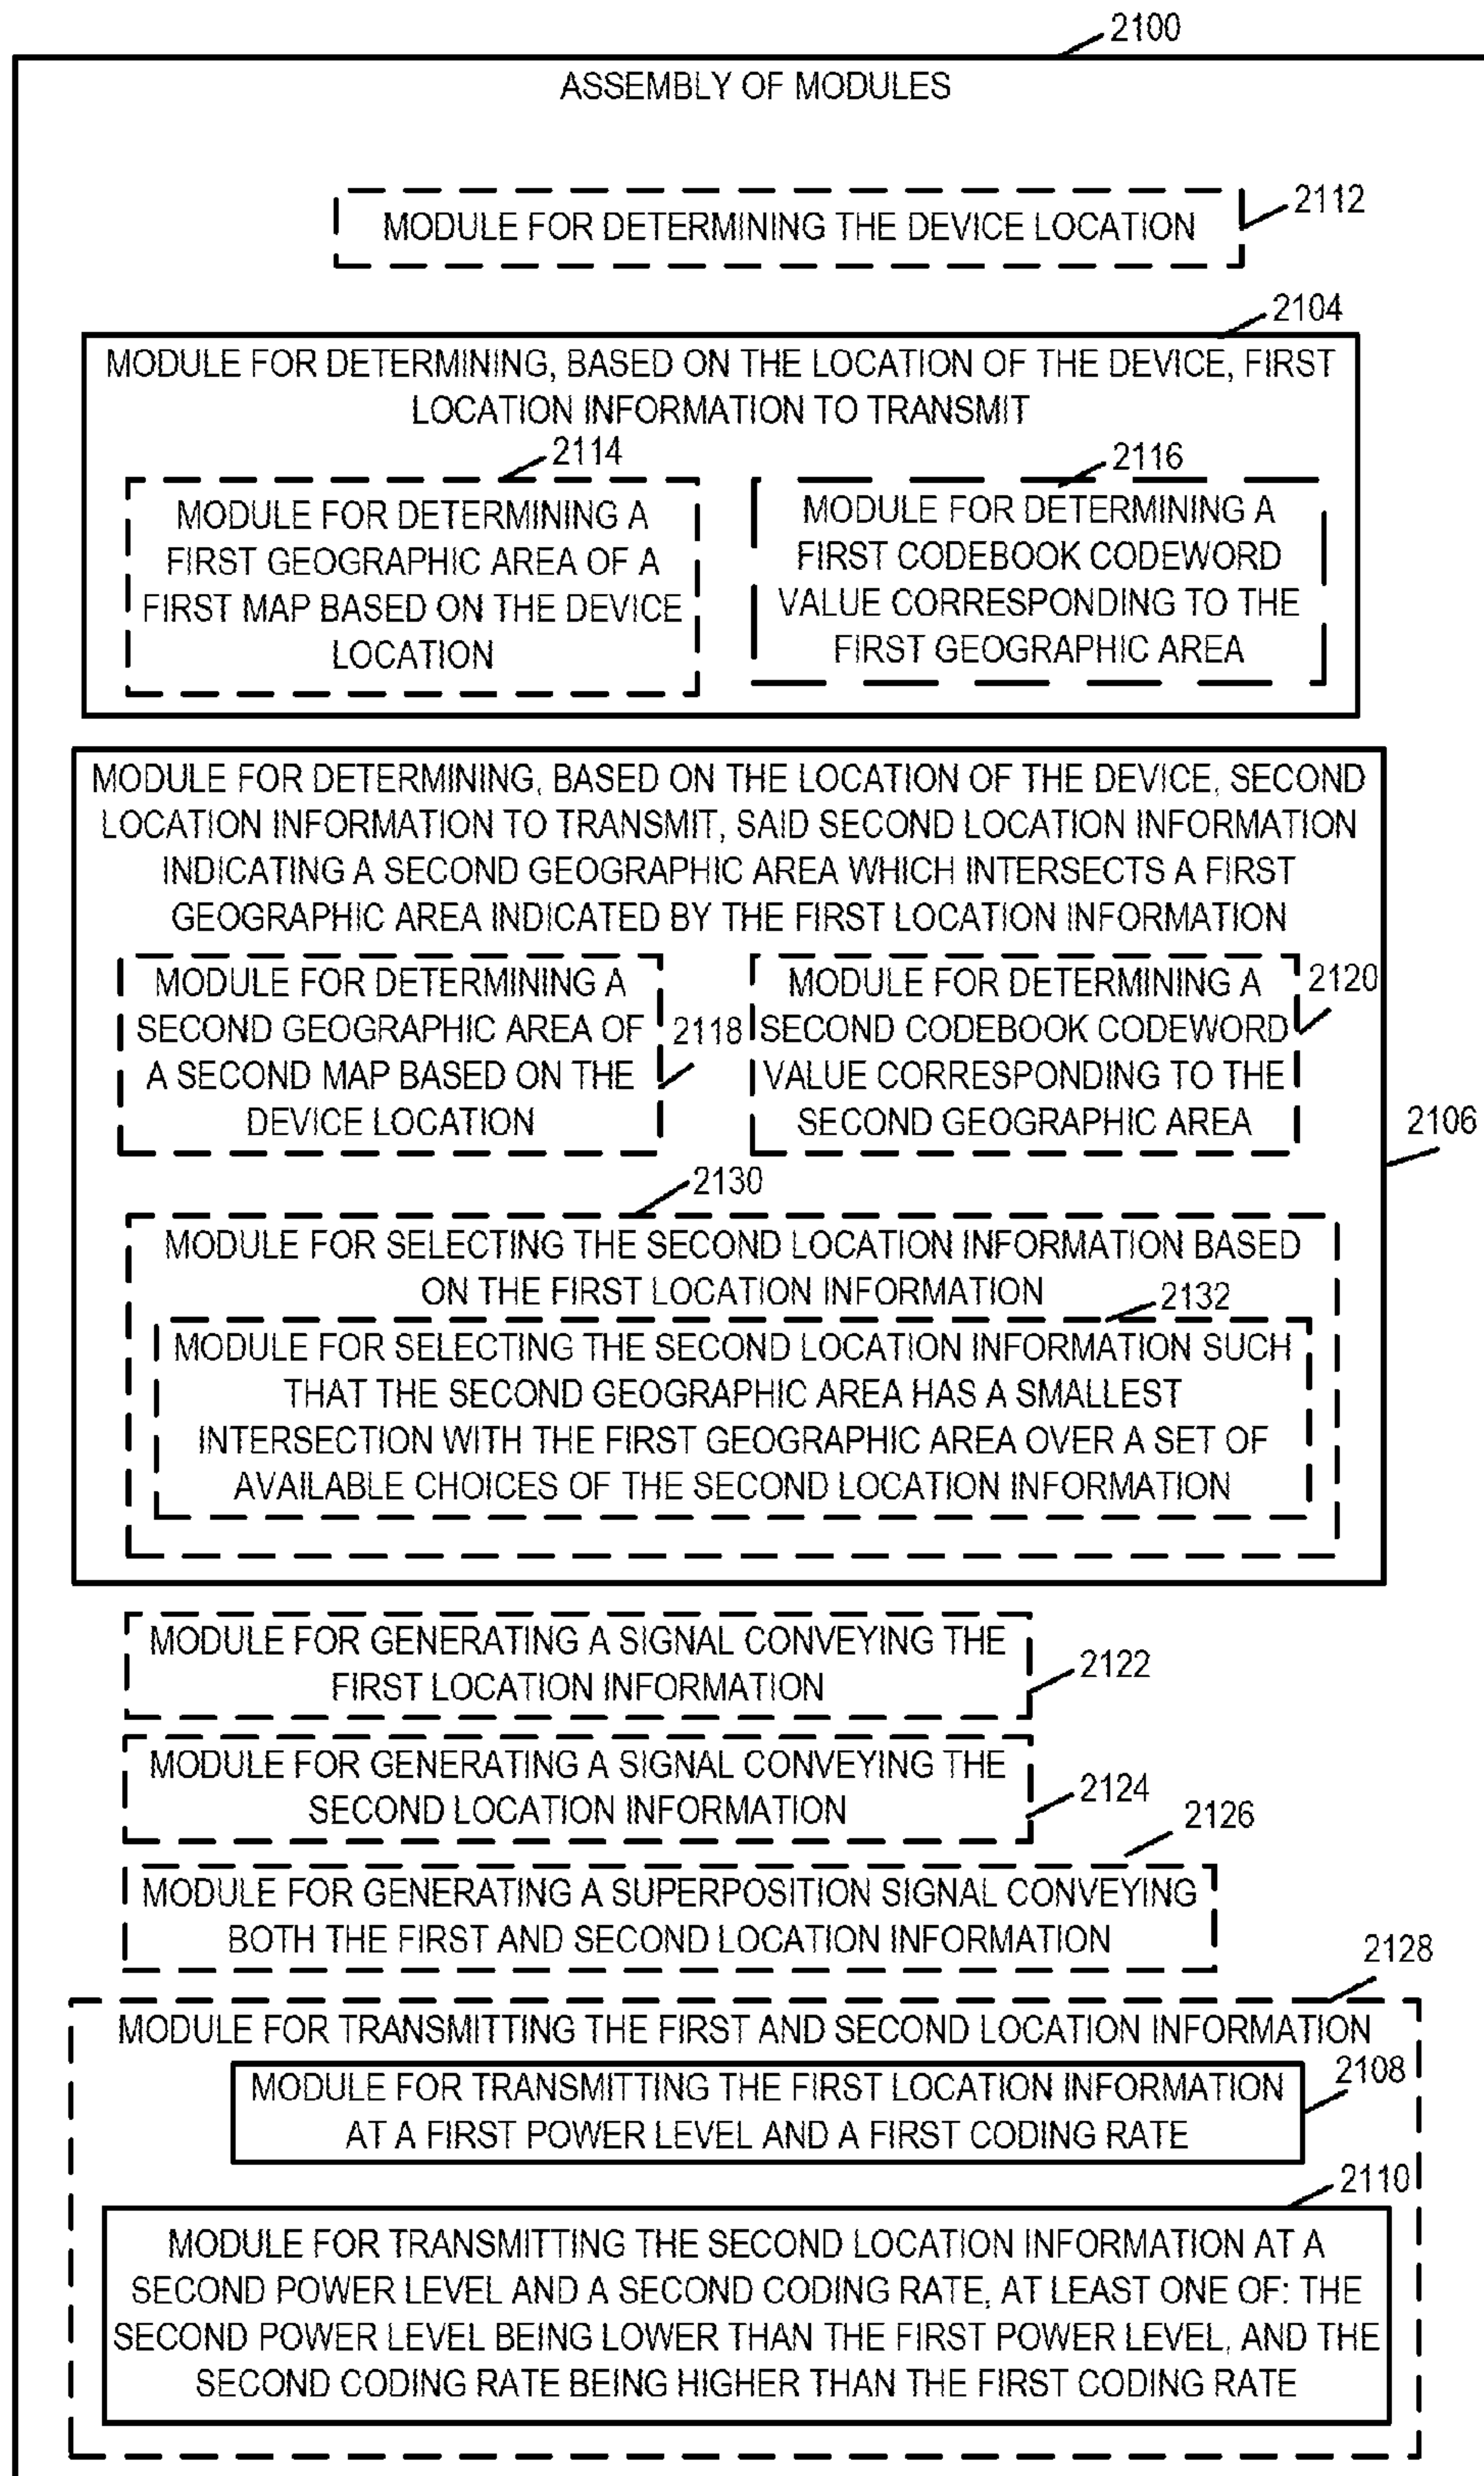 2100
ASSEMBLY OF MODULES
MODULE FOR DETERMINING THE DEVICE LOCATION
2112
2104
MODULE FOR DETERMINING, BASED ON THE LOCATION OF THE DEVICE, FIRST
LOCATION INFORMATION TO TRANSMIT
2114
MODULE FOR DETERMINING A
FIRST GEOGRAPHIC AREA OF A
FIRST MAP BASED ON THE DEVICE
LOCATION
2116
MODULE FOR DETERMINING A
FIRST CODEBOOK CODEWORD
VALUE CORRESPONDING TO THE
FIRST GEOGRAPHIC AREA
MODULE FOR DETERMINING, BASED ON THE LOCATION OF THE DEVICE, SECOND
LOCATION INFORMATION TO TRANSMIT, SAID SECOND LOCATION INFORMATION
INDICATING A SECOND GEOGRAPHIC AREA WHICH INTERSECTS A FIRST
GEOGRAPHIC AREA INDICATED BY THE FIRST LOCATION INFORMATION
MODULE FOR DETERMINING A
SECOND GEOGRAPHIC AREA OF
A SECOND MAP BASED ON THE
DEVICE LOCATION
2118
MODULE FOR DETERMINING A
SECOND CODEBOOK CODEWORD
VALUE CORRESPONDING TO THE
SECOND GEOGRAPHIC AREA
2120
2106
2130
MODULE FOR SELECTING THE SECOND LOCATION INFORMATION BASED
ON THE FIRST LOCATION INFORMATION
2132
MODULE FOR SELECTING THE SECOND LOCATION INFORMATION SUCH
THAT THE SECOND GEOGRAPHIC AREA HAS A SMALLEST
INTERSECTION WITH THE FIRST GEOGRAPHIC AREA OVER A SET OF
AVAILABLE CHOICES OF THE SECOND LOCATION INFORMATION
MODULE FOR GENERATING A SIGNAL CONVEYING THE
FIRST LOCATION INFORMATION
2122
MODULE FOR GENERATING A SIGNAL CONVEYING THE
SECOND LOCATION INFORMATION
2124
2126
MODULE FOR GENERATING A SUPERPOSITION SIGNAL CONVEYING
BOTH THE FIRST AND SECOND LOCATION INFORMATION
2128
MODULE FOR TRANSMITTING THE FIRST AND SECOND LOCATION INFORMATION
2108
MODULE FOR TRANSMITTING THE FIRST LOCATION INFORMATION
AT A FIRST POWER LEVEL AND A FIRST CODING RATE
2110
MODULE FOR TRANSMITTING THE SECOND LOCATION INFORMATION AT A
SECOND POWER LEVEL AND A SECOND CODING RATE, AT LEAST ONE OF: THE
SECOND POWER LEVEL BEING LOWER THAN THE FIRST POWER LEVEL, AND THE
SECOND CODING RATE BEING HIGHER THAN THE FIRST CODING RATE